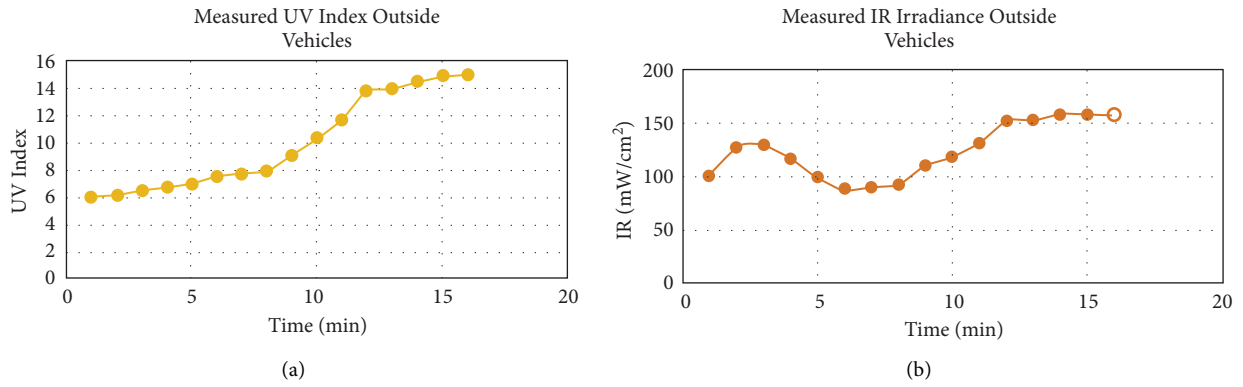 Measured UV Index Outside
Vehicles
16
14
12
10
8
6
4
2
0
UV Index
0 5 10 15 20
Time (min)
(a)
Measured IR Irradiance Outside
Vehicles
200
150
100
50
0
IR (mW/cm²)
0 5 10 15 20
Time (min)
(b)